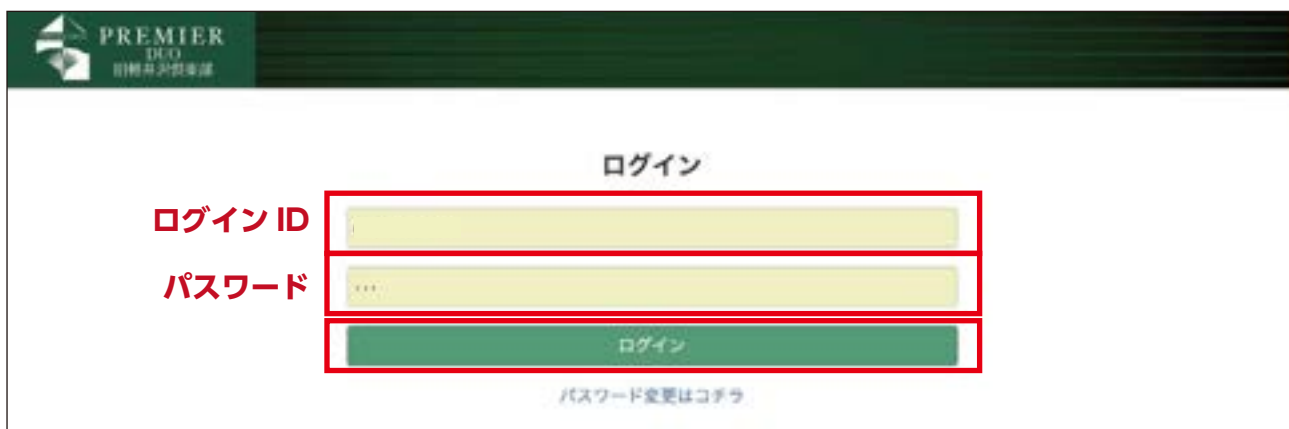 PREMIER
DUO
旧軽井沢倶楽部
ログイン
ログイン ID
パスワード
ログイン
パスワード変更はコチラ